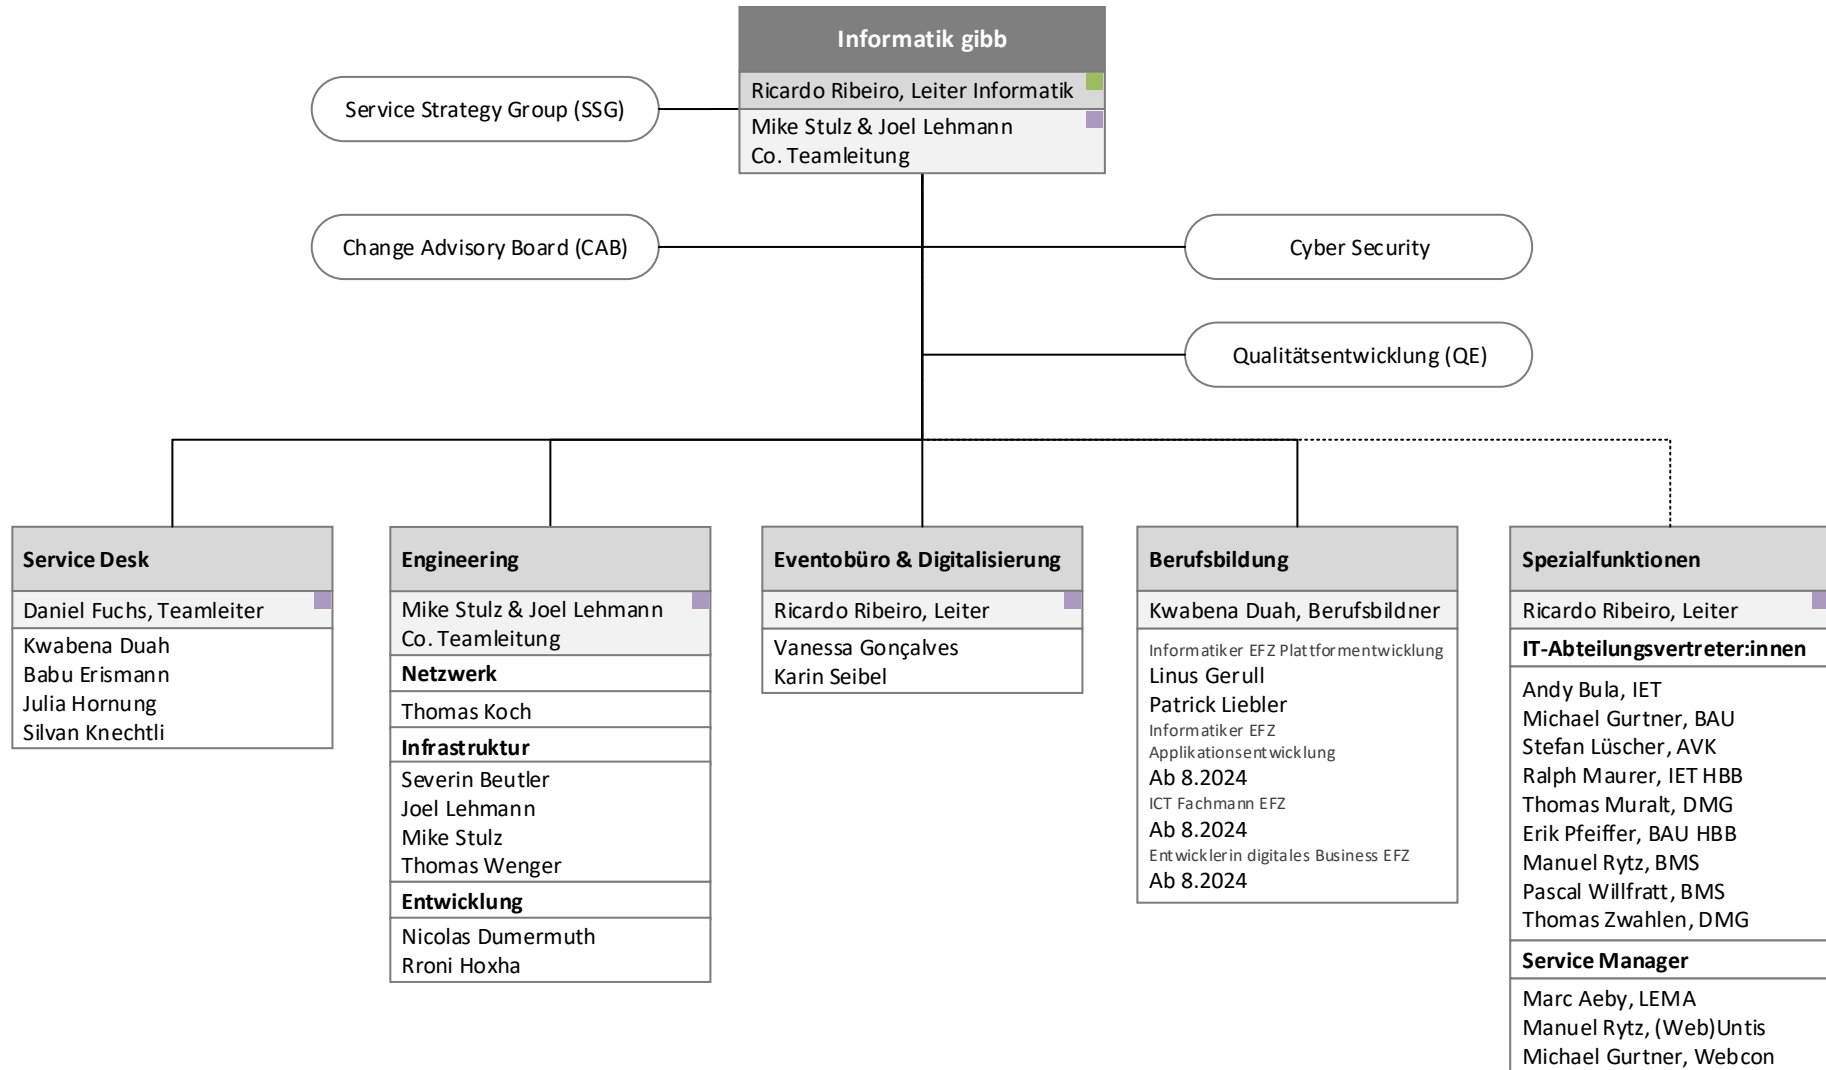 Informatik gibb
Ricardo Ribeiro, Leiter Informatik
Mike Stulz & Joel Lehmann
Co. Teamleitung
Service Strategy Group (SSG)
Change Advisory Board (CAB)
Cyber Security
Qualitätsentwicklung (QE)
Service Desk
Daniel Fuchs, Teamleiter
Kwabena Duah
Babu Erismann
Julia Hornung
Silvan Knechtli
Engineering
Mike Stulz & Joel Lehmann
Co. Teamleitung
Netzwerk
Thomas Koch
Infrastruktur
Severin Beutler
Joel Lehmann
Mike Stulz
Thomas Wenger
Entwicklung
Nicolas Dumermuth
Rroni Hoxha
Eventobüro & Digitalisierung
Ricardo Ribeiro, Leiter
Vanessa Gonçalves
Karin Seibel
Berufsbildung
Kwabena Duah, Berufsbildner
Informatiker EFZ Plattformentwicklung
Linus Gerull
Patrick Liebler
Informatiker EFZ
Applikationsentwicklung
Ab 8.2024
ICT Fachmann EFZ
Ab 8.2024
Entwicklerin digitales Business EFZ
Ab 8.2024
Spezialfunktionen
Ricardo Ribeiro, Leiter
IT-Abteilungsvertreter:innen
Andy Bula, IET
Michael Gurtner, BAU
Stefan Lüscher, AVK
Ralph Maurer, IET HBB
Thomas Muralt, DMG
Erik Pfeiffer, BAU HBB
Manuel Rytz, BMS
Pascal Willfratt, BMS
Thomas Zwahlen, DMG
Service Manager
Marc Aeby, LEMA
Manuel Rytz, (Web)Untis
Michael Gurtner, Webcon